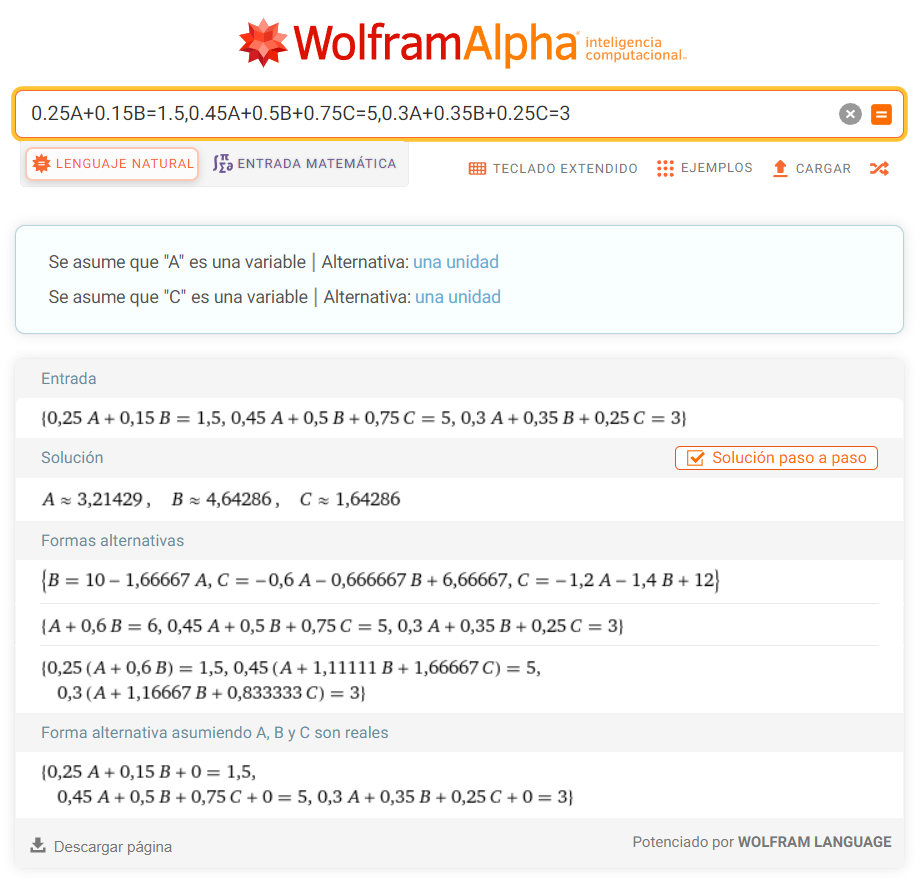 WolframAlpha inteligencia computacional™
0.25A+0.15B=1.5,0.45A+0.5B+0.75C=5,0.3A+0.35B+0.25C=3
LENGUAJE NATURAL ENTRADA MATEMÁTICA TECLADO EXTENDIDO EJEMPLOS CARGAR
Se asume que "A" es una variable | Alternativa: una unidad
Se asume que "C" es una variable | Alternativa: una unidad
Entrada
{0,25 A + 0,15 B = 1,5, 0,45 A + 0,5 B + 0,75 C = 5, 0,3 A + 0,35 B + 0,25 C = 3}
Solución Solución paso a paso
A ≈ 3,21429 , B ≈ 4,64286 , C ≈ 1,64286
Formas alternativas
{B = 10 − 1,66667 A, C = −0,6 A − 0,666667 B + 6,66667, C = −1,2 A − 1,4 B + 12}
{A + 0,6 B = 6, 0,45 A + 0,5 B + 0,75 C = 5, 0,3 A + 0,35 B + 0,25 C = 3}
{0,25 (A + 0,6 B) = 1,5, 0,45 (A + 1,11111 B + 1,66667 C) = 5,
0,3 (A + 1,16667 B + 0,833333 C) = 3}
Forma alternativa asumiendo A, B y C son reales
{0,25 A + 0,15 B + 0 = 1,5,
0,45 A + 0,5 B + 0,75 C + 0 = 5, 0,3 A + 0,35 B + 0,25 C + 0 = 3}
Descargar página Potenciado por WOLFRAM LANGUAGE